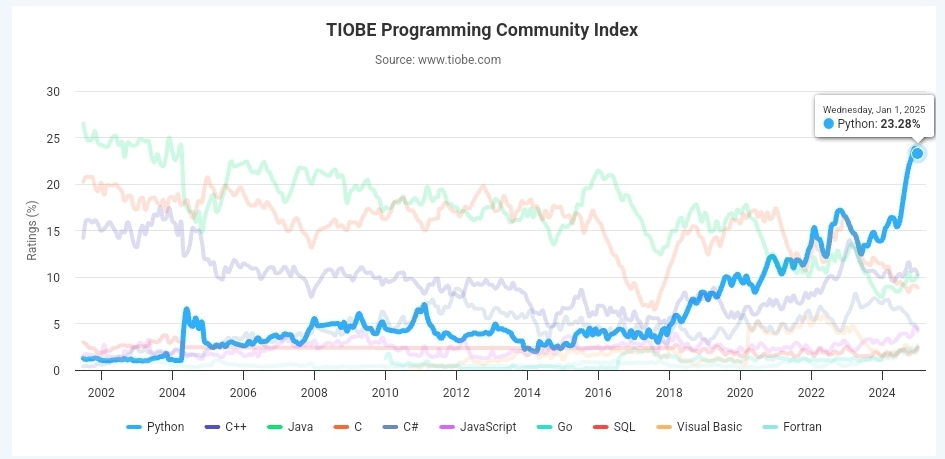 TIOBE Programming Community Index
Source: www.tiobe.com
Wednesday, Jan 1, 2025
Python: 23.28%
Ratings (%)
30
25
20
15
10
5
0
2002 2004 2006 2008 2010 2012 2014 2016 2018 2020 2022 2024
Python C++ Java C C# JavaScript Go SQL Visual Basic Fortran